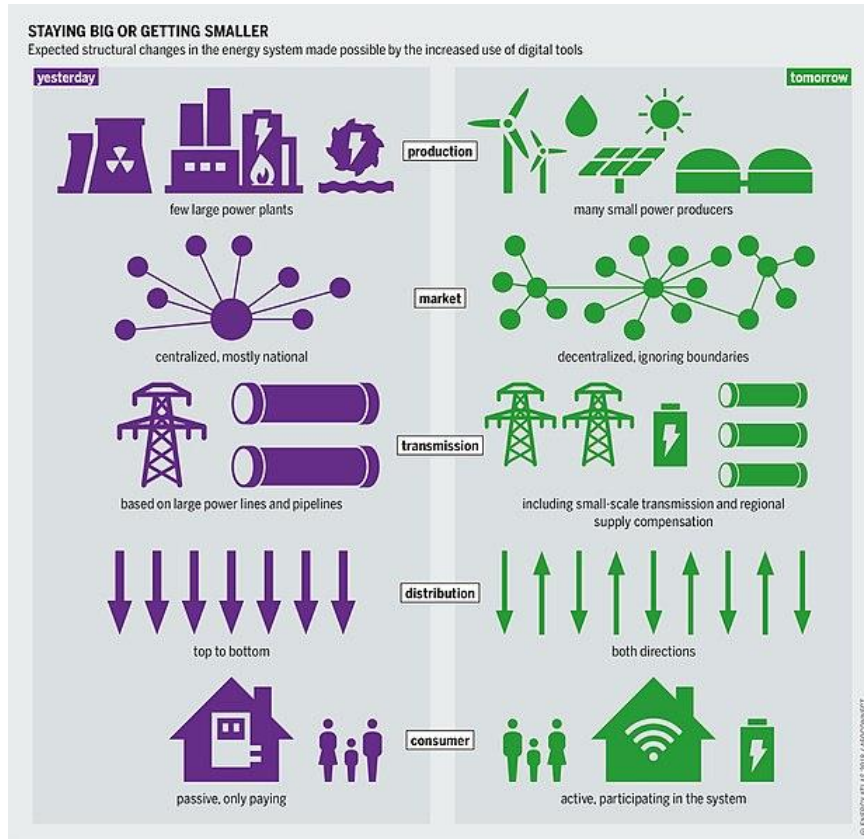 STAYING BIG OR GETTING SMALLER
Expected structural changes in the energy system made possible by the increased use of digital tools
yesterday
tomorrow
production
few large power plants
many small power producers
market
centralized, mostly national
decentralized, ignoring boundaries
transmission
based on large power lines and pipelines
including small-scale transmission and regional
supply compensation
distribution
top to bottom
both directions
consumer
passive, only paying
active, participating in the system